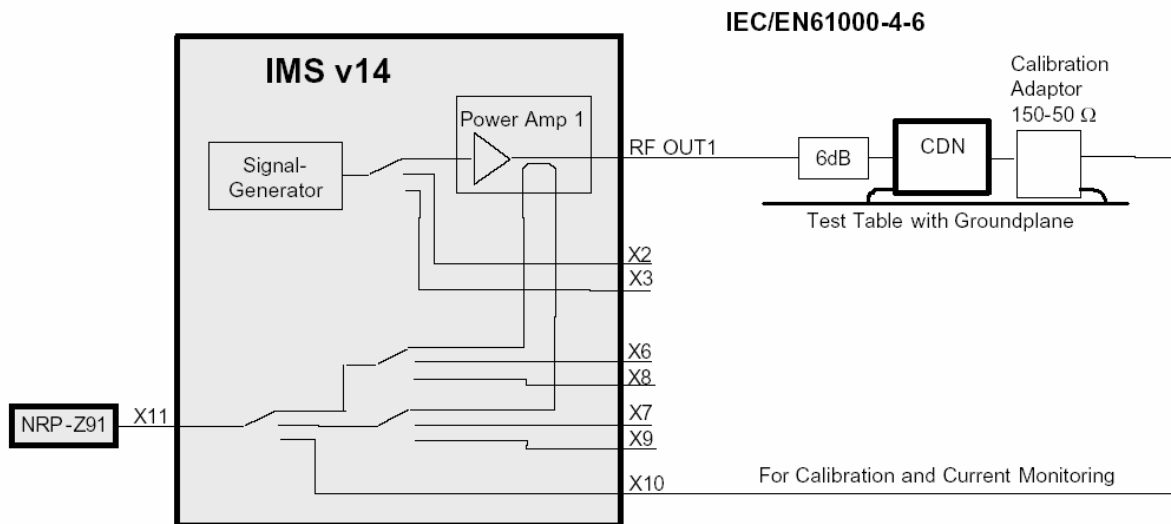 IEC/EN61000-4-6
IMS v14
Calibration
Adaptor
150-50 Ω
Power Amp 1
Signal-
Generator
RF OUT1
6dB
CDN
Test Table with Groundplane
X2
X3
X6
X8
NRP-Z91
X11
X7
X9
X10
For Calibration and Current Monitoring